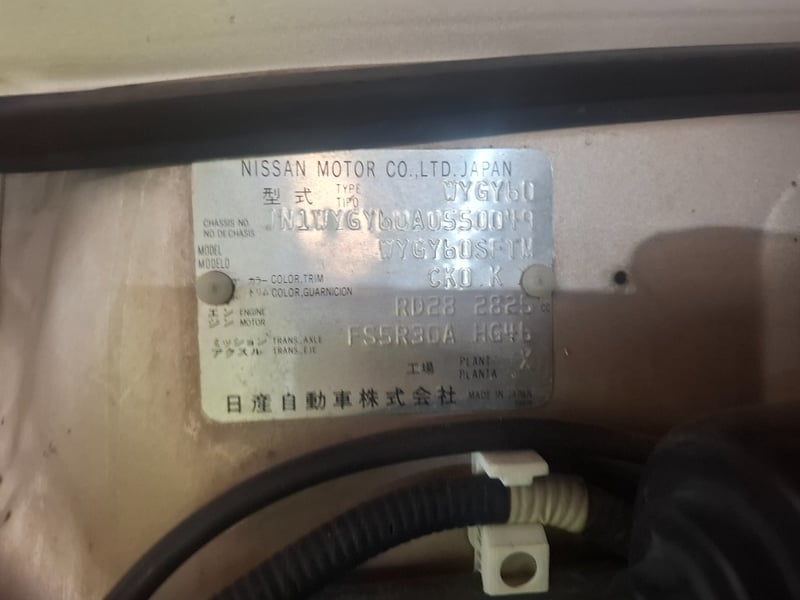 NISSAN MOTOR CO.,LTD. JAPAN
型式 TYPE TIPO WYGY60
CHASSIS NO. NO DE CHASIS JN1WYGY60A0550049
MODEL MODELO WYGY60SFTW
カラー COLOR,TRIM CK0.K
トリム COLOR,GUARNICION
エンジン ENGINE MOTOR RD28 2825 cc
ミッション TRANS.AXLE FS5R30A HG46
アクスル TRANS.EJE
工場 PLANT PLANTA X
日産自動車株式会社 MADE IN JAPAN